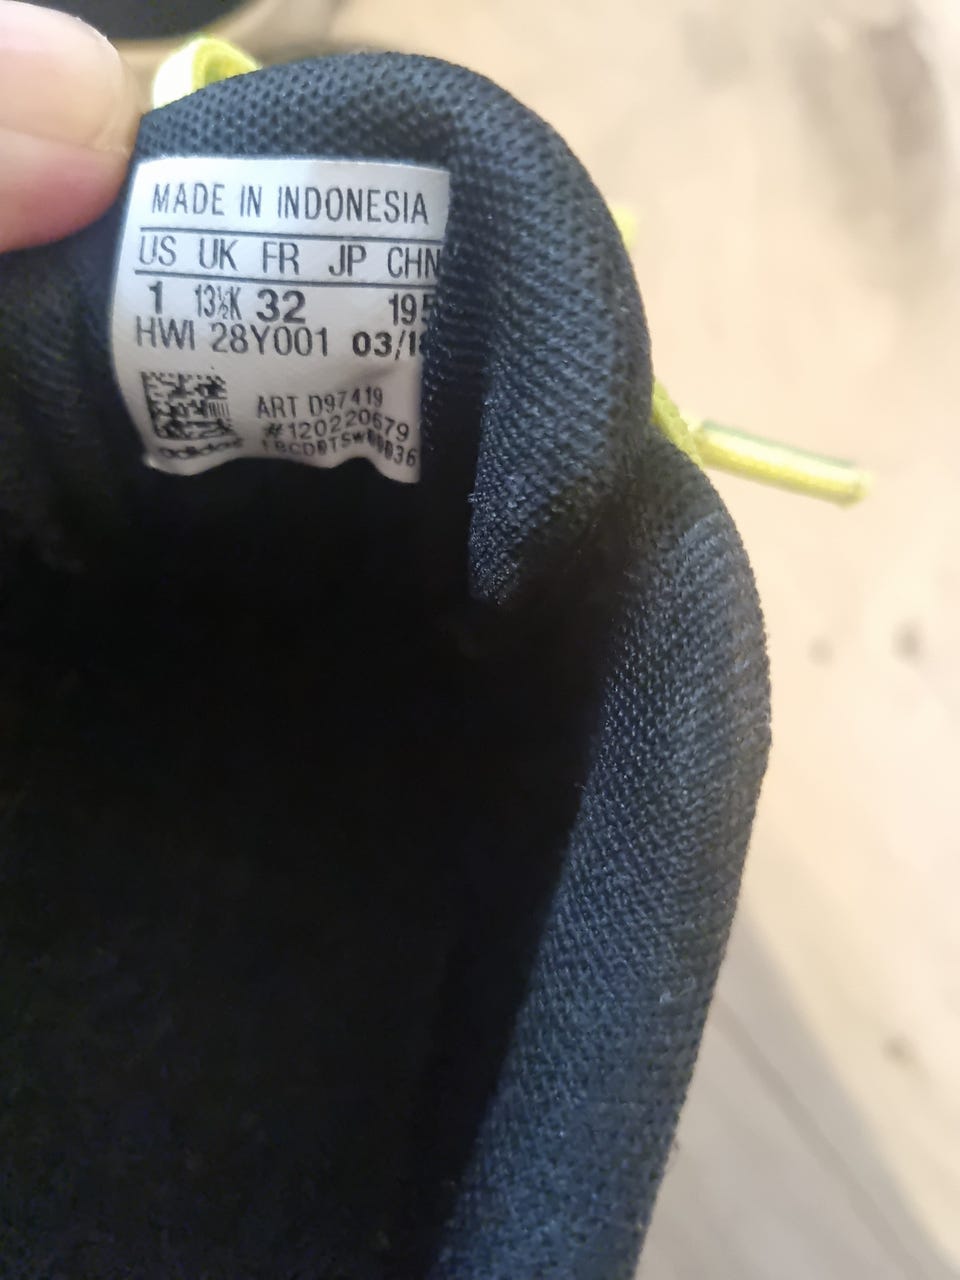 MADE IN INDONESIA
US UK FR JP CHN
1 13½K 32 195
HWI 28Y001 03/18
ART D97419
#120220679
adidas